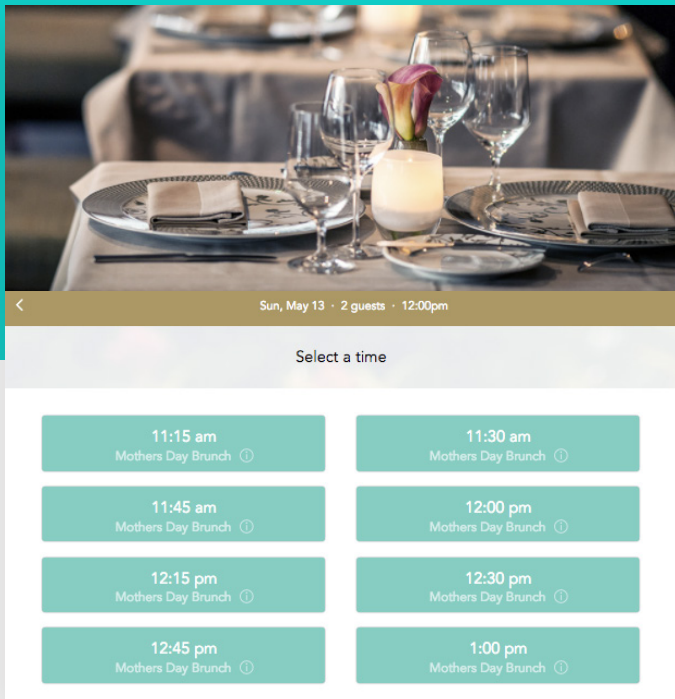 Sun, May 13 · 2 guests · 12:00pm
Select a time
11:15 am
Mothers Day Brunch
11:30 am
Mothers Day Brunch
11:45 am
Mothers Day Brunch
12:00 pm
Mothers Day Brunch
12:15 pm
Mothers Day Brunch
12:30 pm
Mothers Day Brunch
12:45 pm
Mothers Day Brunch
1:00 pm
Mothers Day Brunch